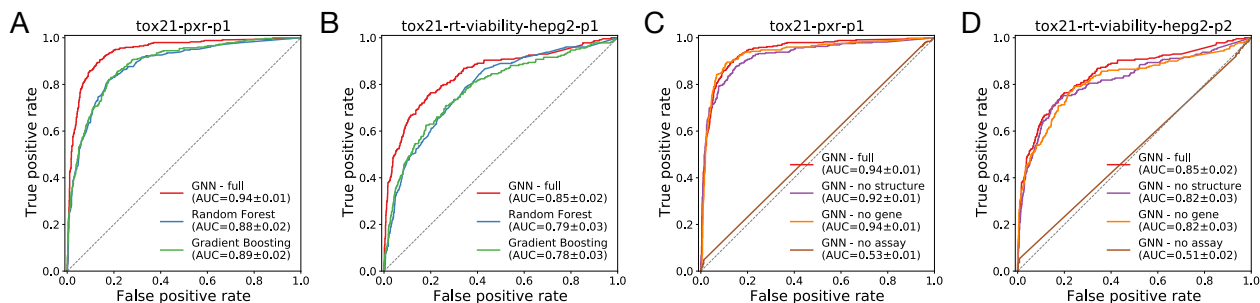 A
tox21-pxr-p1
True positive rate
1.0
0.8
0.6
0.4
0.2
0.0
GNN - full
(AUC=0.94±0.01)
Random Forest
(AUC=0.88±0.02)
Gradient Boosting
(AUC=0.89±0.02)
0.0 0.2 0.4 0.6 0.8 1.0
False positive rate
B
tox21-rt-viability-hepg2-p1
True positive rate
1.0
0.8
0.6
0.4
0.2
0.0
GNN - full
(AUC=0.85±0.02)
Random Forest
(AUC=0.79±0.03)
Gradient Boosting
(AUC=0.78±0.03)
0.0 0.2 0.4 0.6 0.8 1.0
False positive rate
C
tox21-pxr-p1
True positive rate
1.0
0.8
0.6
0.4
0.2
0.0
GNN - full
(AUC=0.94±0.01)
GNN - no structure
(AUC=0.92±0.01)
GNN - no gene
(AUC=0.94±0.01)
GNN - no assay
(AUC=0.53±0.01)
0.0 0.2 0.4 0.6 0.8 1.0
False positive rate
D
tox21-rt-viability-hepg2-p2
True positive rate
1.0
0.8
0.6
0.4
0.2
0.0
GNN - full
(AUC=0.85±0.02)
GNN - no structure
(AUC=0.82±0.03)
GNN - no gene
(AUC=0.82±0.03)
GNN - no assay
(AUC=0.51±0.02)
0.0 0.2 0.4 0.6 0.8 1.0
False positive rate